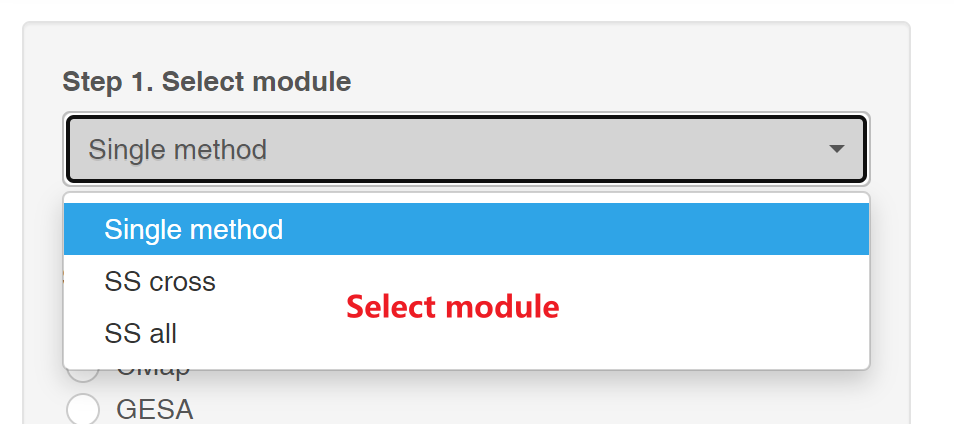 Step 1. Select module
Single method
Single method
SS cross
Select module
SS all
GESA